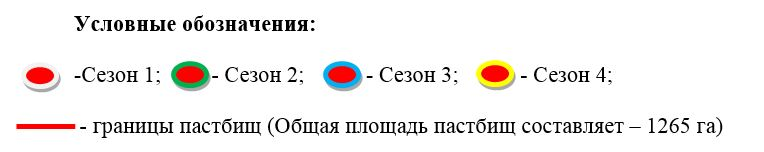 Условные обозначения:
-Сезон 1; - Сезон 2; - Сезон 3; - Сезон 4;
- границы пастбищ (Общая площадь пастбищ составляет – 1265 га)